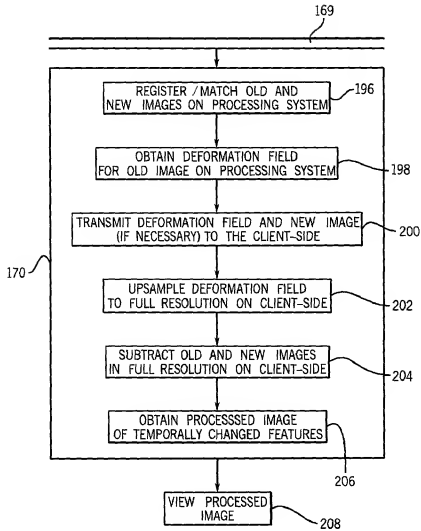 169
REGISTER / MATCH OLD AND
NEW IMAGES ON PROCESSING SYSTEM
196
OBTAIN DEFORMATION FIELD
FOR OLD IMAGE ON PROCESSING SYSTEM
198
TRANSMIT DEFORMATION FIELD AND NEW IMAGE
(IF NECESSARY) TO THE CLIENT-SIDE
200
170
UPSAMPLE DEFORMATION FIELD
TO FULL RESOLUTION ON CLIENT-SIDE
202
SUBTRACT OLD AND NEW IMAGES
IN FULL RESOLUTION ON CLIENT-SIDE
204
OBTAIN PROCESSSED IMAGE
OF TEMPORALLY CHANGED FEATURES
206
VIEW PROCESSED
IMAGE
208